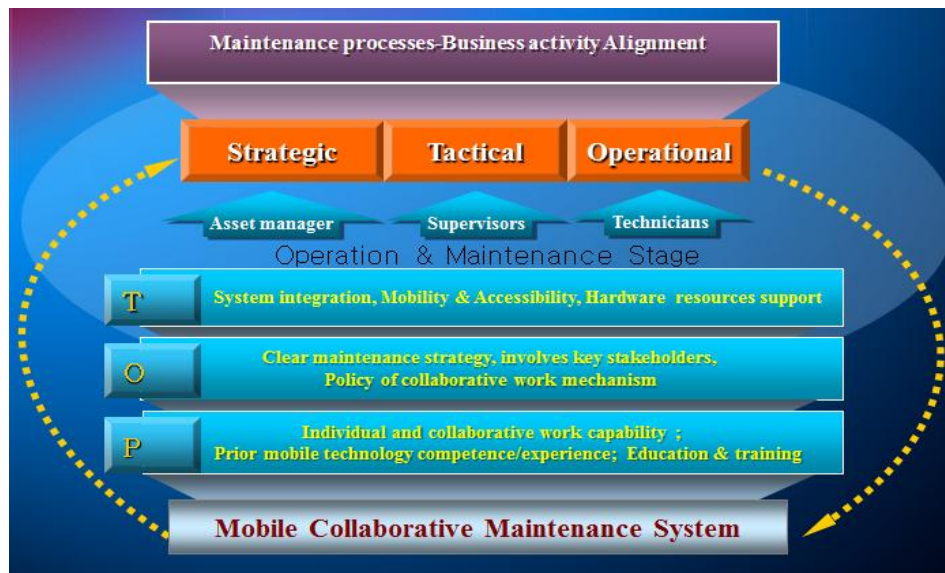 Maintenance processes-Business activity Alignment
Strategic
Tactical
Operational
Asset manager
Supervisors
Technicians
Operation & Maintenance Stage
T
System integration, Mobility & Accessibility, Hardware resources support
O
Clear maintenance strategy, involves key stakeholders,
Policy of collaborative work mechanism
P
Individual and collaborative work capability ;
Prior mobile technology competence/experience; Education & training
Mobile Collaborative Maintenance System